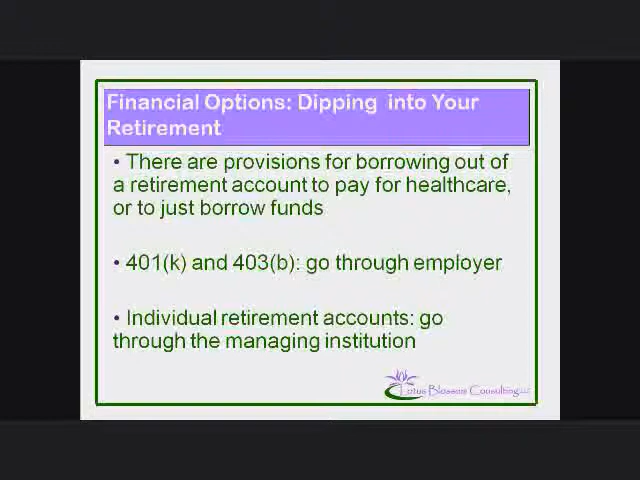 Financial Options: Dipping into Your
Retirement
• There are provisions for borrowing out of
a retirement account to pay for healthcare,
or to just borrow funds
• 401(k) and 403(b): go through employer
• Individual retirement accounts: go
through the managing institution
Lotus Blossom Consulting LLC